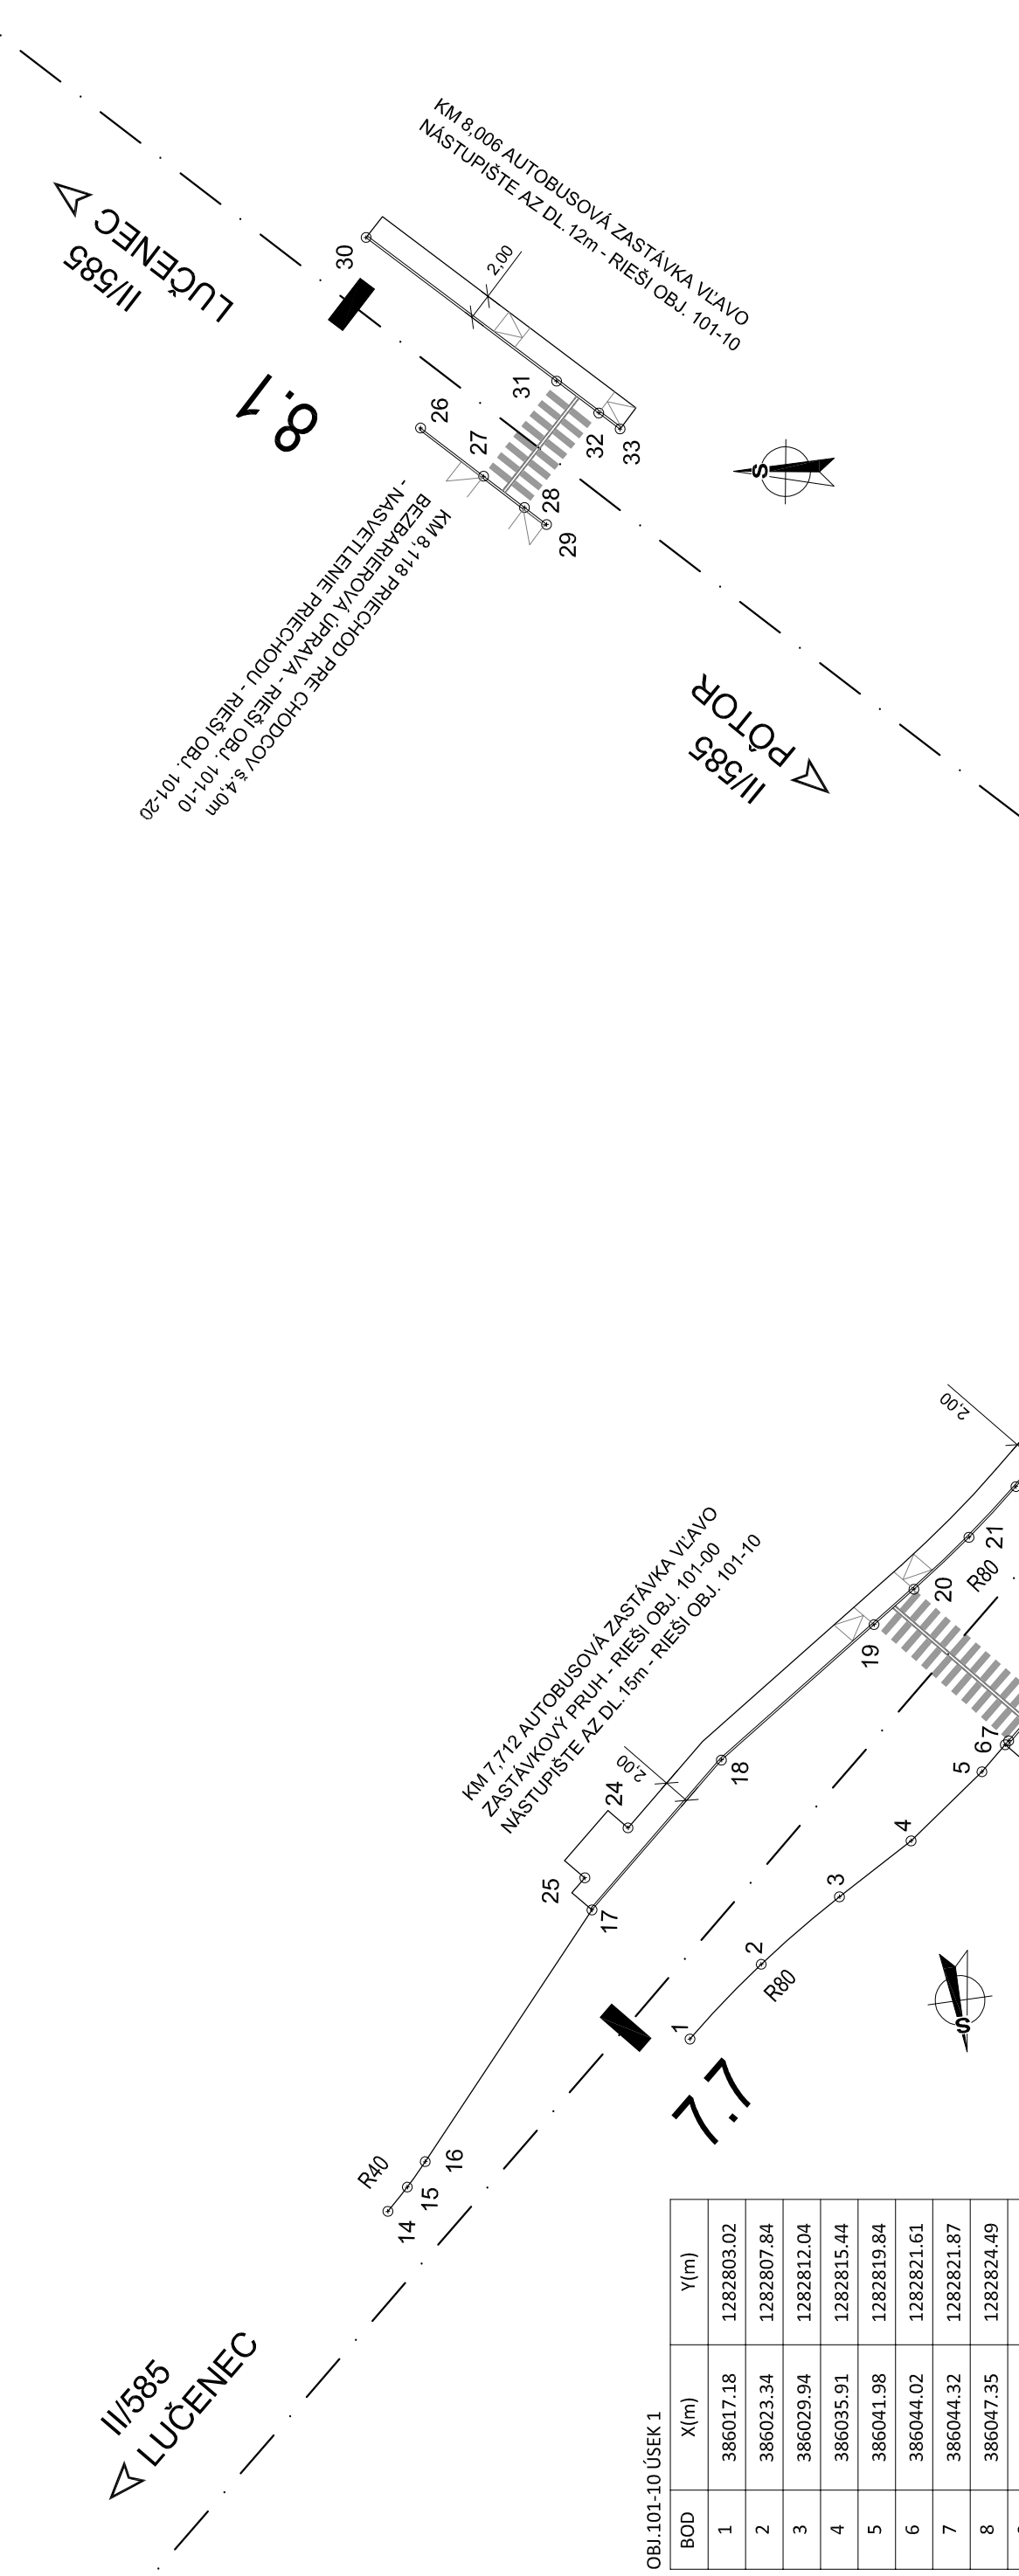 II/585
LUČENEC
8.1
30
KM 8,006 AUTOBUSOVÁ ZASTÁVKA VĽAVO
NÁSTUPIŠTE AZ DL. 12m - RIEŠI OBJ. 101-10
2,00
26
27
28
29
31
32
33
KM 8,118 PRIECHOD PRE CHODCOV š.4,0m
BEZBARIEROVÁ ÚPRAVA - RIEŠI OBJ. 101-10
- NASVETLENIE PRIECHODU - RIEŠI OBJ. 101-20
S
II/585
PÔTOR
2,00
KM 7,712 AUTOBUSOVÁ ZASTÁVKA VĽAVO
ZASTÁVKOVÝ PRUH - RIEŠI OBJ. 101-00
NÁSTUPIŠTE AZ DL. 15m - RIEŠI OBJ. 101-10
21
R80
20
19
18
2,00
24
25
17
7
6
5
4
3
2
R80
1
7.7
S
R40
14
15
16
II/585
LUČENEC
OBJ.101-10 ÚSEK 1
BOD X(m) Y(m)
1 386017.18 1282803.02
2 386023.34 1282807.84
3 386029.94 1282812.04
4 386035.91 1282815.44
5 386041.98 1282819.84
6 386044.02 1282821.61
7 386044.32 1282821.87
8 386047.35 1282824.49